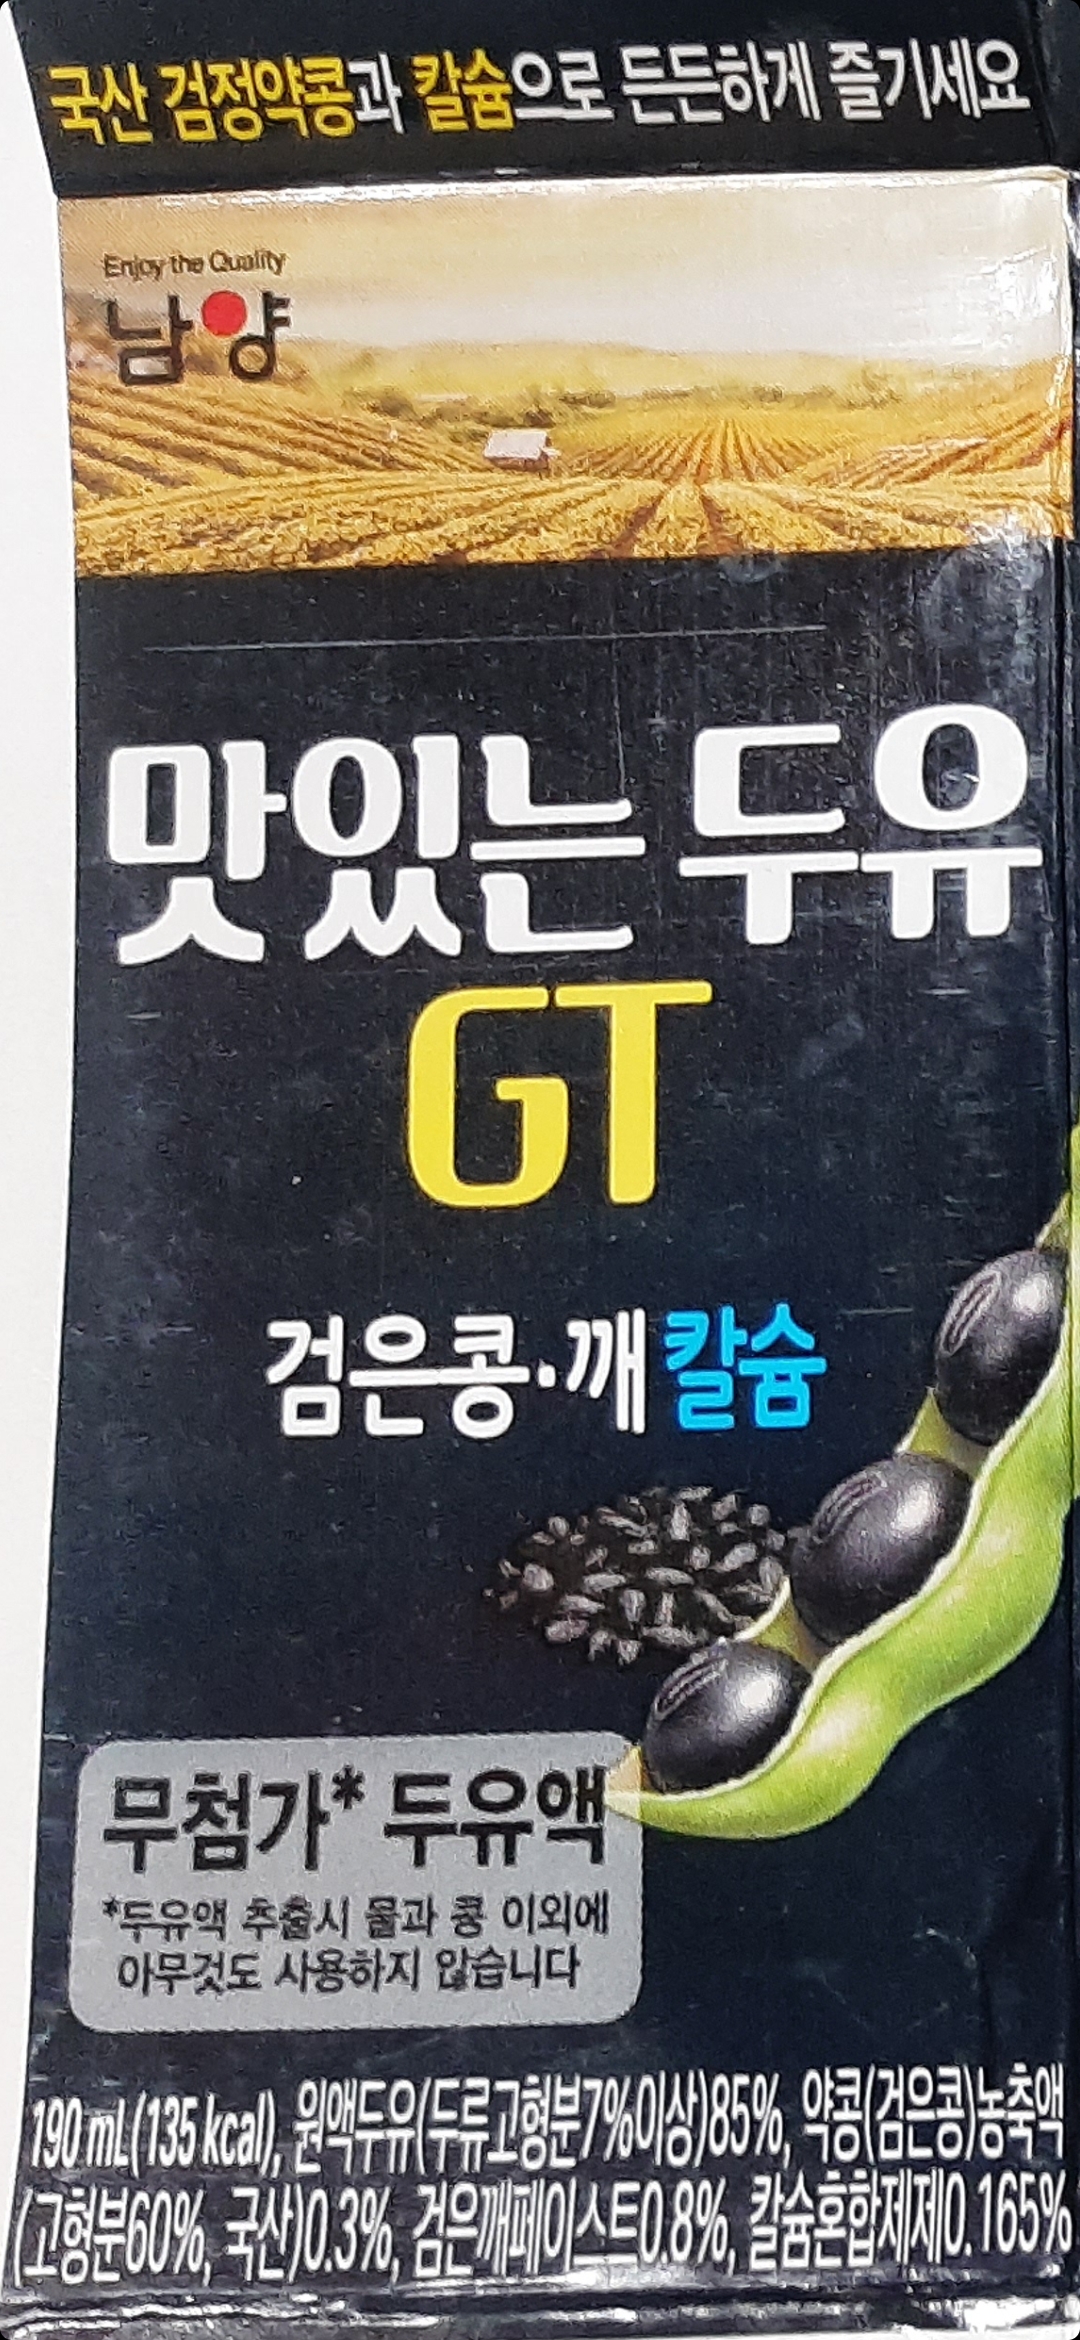 국산 검정약콩과 칼슘으로 든든하게 즐기세요
Enjoy the Quality
남양
맛있는 두유
GT
검은콩·깨 칼슘
무첨가* 두유액
*두유액 추출시 물과 콩 이외에
아무것도 사용하지 않습니다
190 mL(135 kcal), 원액두유(두류고형분7%이상)85%, 약콩(검은콩)농축액
(고형분60%, 국산)0.3%, 검은깨페이스트0.8%, 칼슘혼합제제0.165%